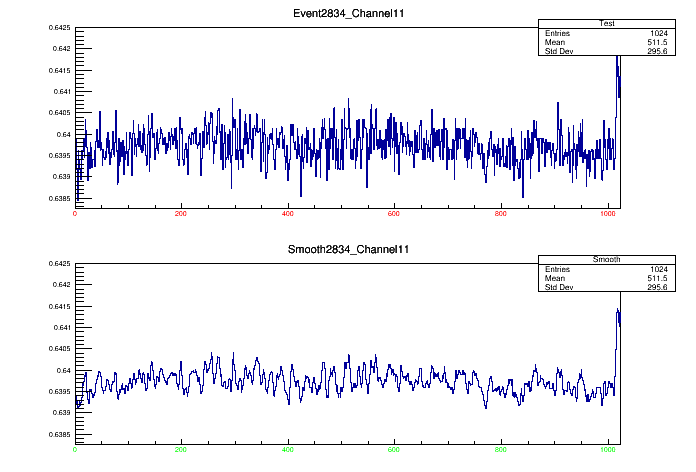 Event2834_Channel11
Test
Entries 1024
Mean 511.5
Std Dev 295.6
0.6425
0.642
0.6415
0.641
0.6405
0.64
0.6395
0.639
0.6385
0 200 400 600 800 1000
Smooth2834_Channel11
Smooth
Entries 1024
Mean 511.5
Std Dev 295.6
0.6425
0.642
0.6415
0.641
0.6405
0.64
0.6395
0.639
0.6385
0 200 400 600 800 1000